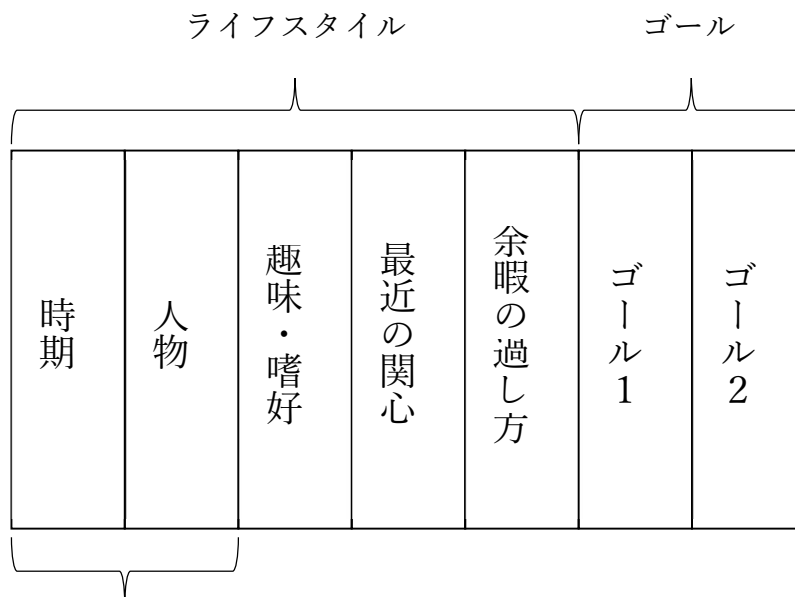 ライフスタイル
ゴール
時期
人物
趣味・嗜好
最近の関心
余暇の過し方
ゴール1
ゴール2